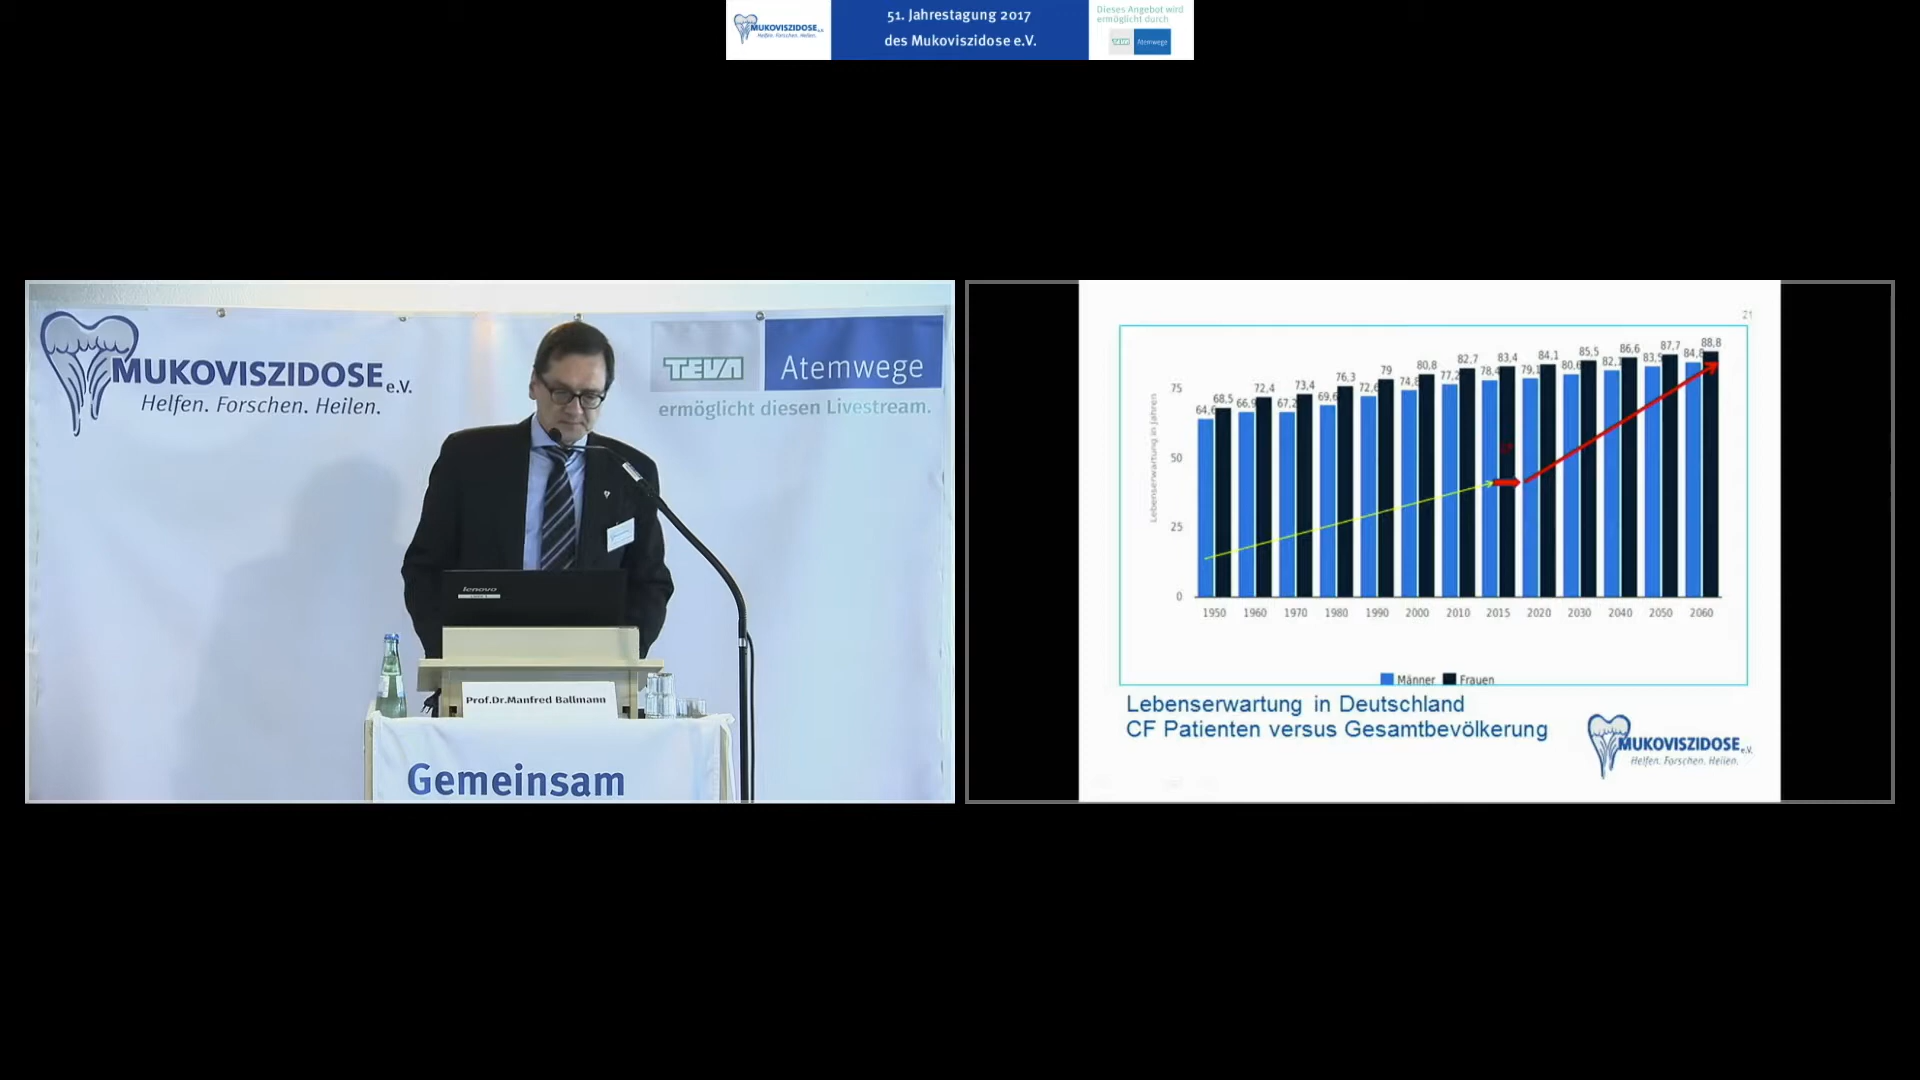 MUKOVISZIDOSE e.V.
Helfen. Forschen. Heilen.
51. Jahrestagung 2017
des Mukoviszidose e.V.
Dieses Angebot wird
ermöglicht durch
TEVA Atemwege
MUKOVISZIDOSE e.V.
Helfen. Forschen. Heilen.
TEVA Atemwege
ermöglicht diesen Livestream.
lenovo
Prof.Dr.Manfred Ballmann
Gemeinsam
21
Lebenserwartung in Jahren
75
50
25
0
64,6 68,5 66,9 72,4 67,2 73,4 69,6 76,3 72,6 79 74,8 80,8 77,2 82,7 78,4 83,4 79,1 84,1 80,6 85,5 82,1 86,6 83,5 87,7 84,8 88,8
1950 1960 1970 1980 1990 2000 2010 2015 2020 2030 2040 2050 2060
Männer Frauen
Lebenserwartung in Deutschland
CF Patienten versus Gesamtbevölkerung
MUKOVISZIDOSE e.V.
Helfen. Forschen. Heilen.